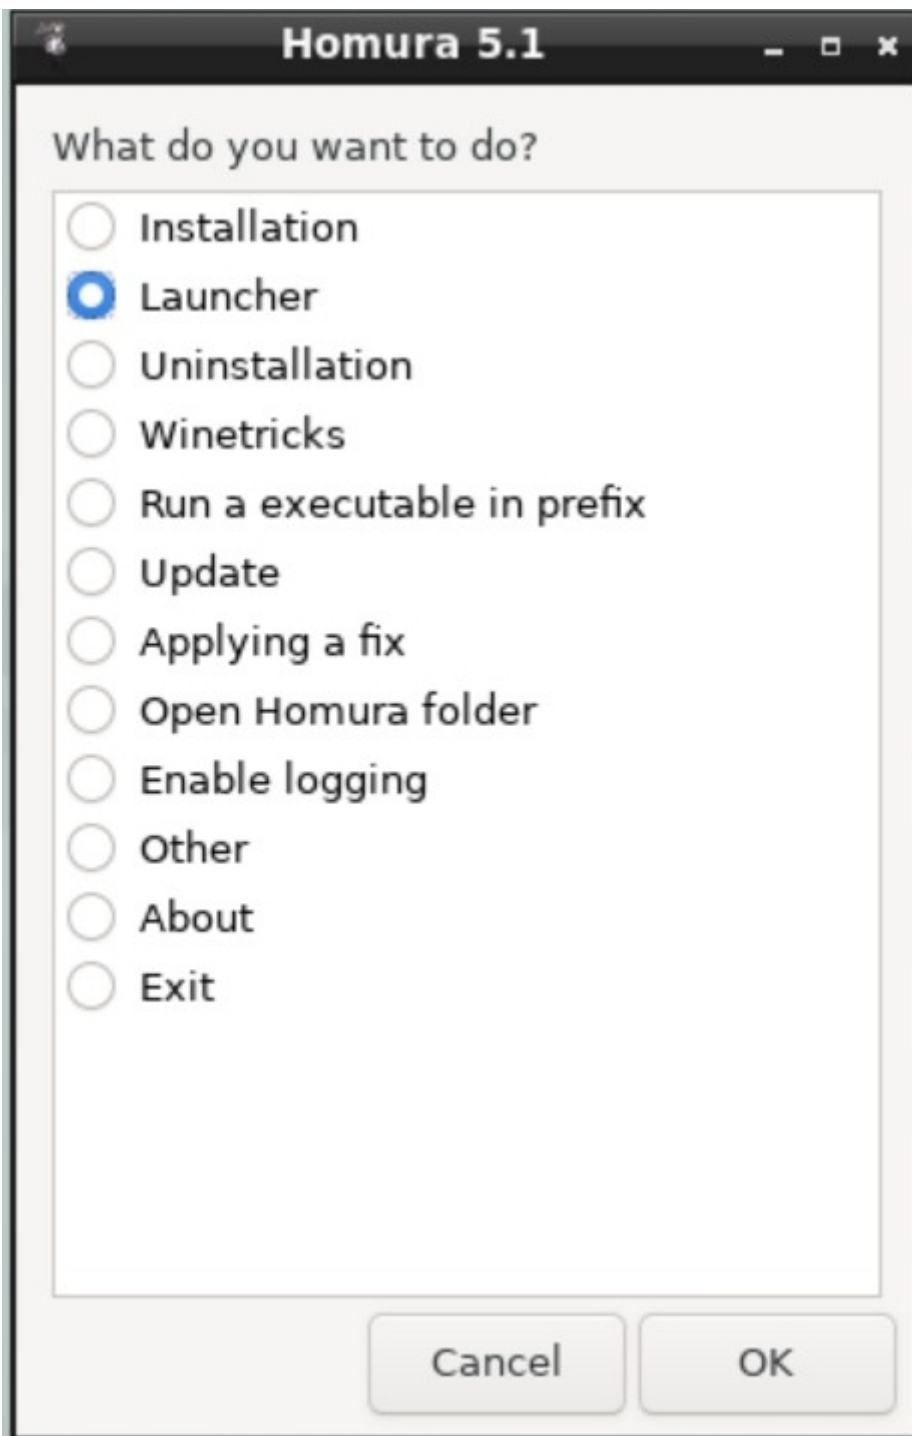 Homura 5.1
What do you want to do?
Installation
Launcher
Uninstallation
Winetricks
Run a executable in prefix
Update
Applying a fix
Open Homura folder
Enable logging
Other
About
Exit
Cancel OK